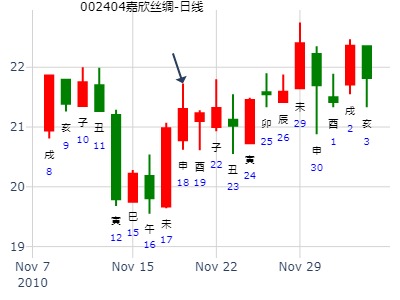 002404嘉欣丝绸-日线
22
21
20
19
戌
8
亥
9
子
10
丑
11
寅
12
卯
15
午
16
未
17
申
18
酉
19
子
22
丑
23
寅
24
卯
25
辰
26
未
29
申
30
酉
1
戌
2
亥
3
Nov 7
2010
Nov 15
Nov 22
Nov 29